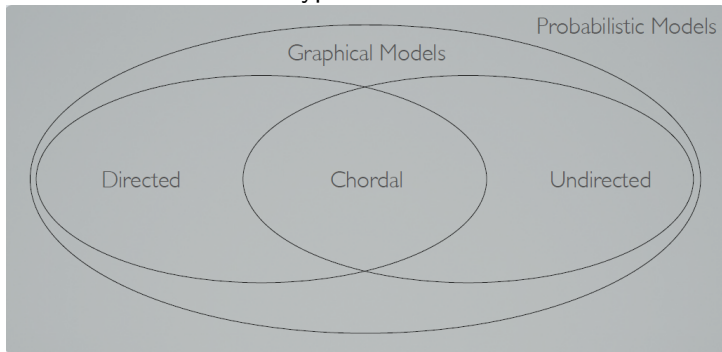 Probabilistic Models
Graphical Models
Directed
Chordal
Undirected